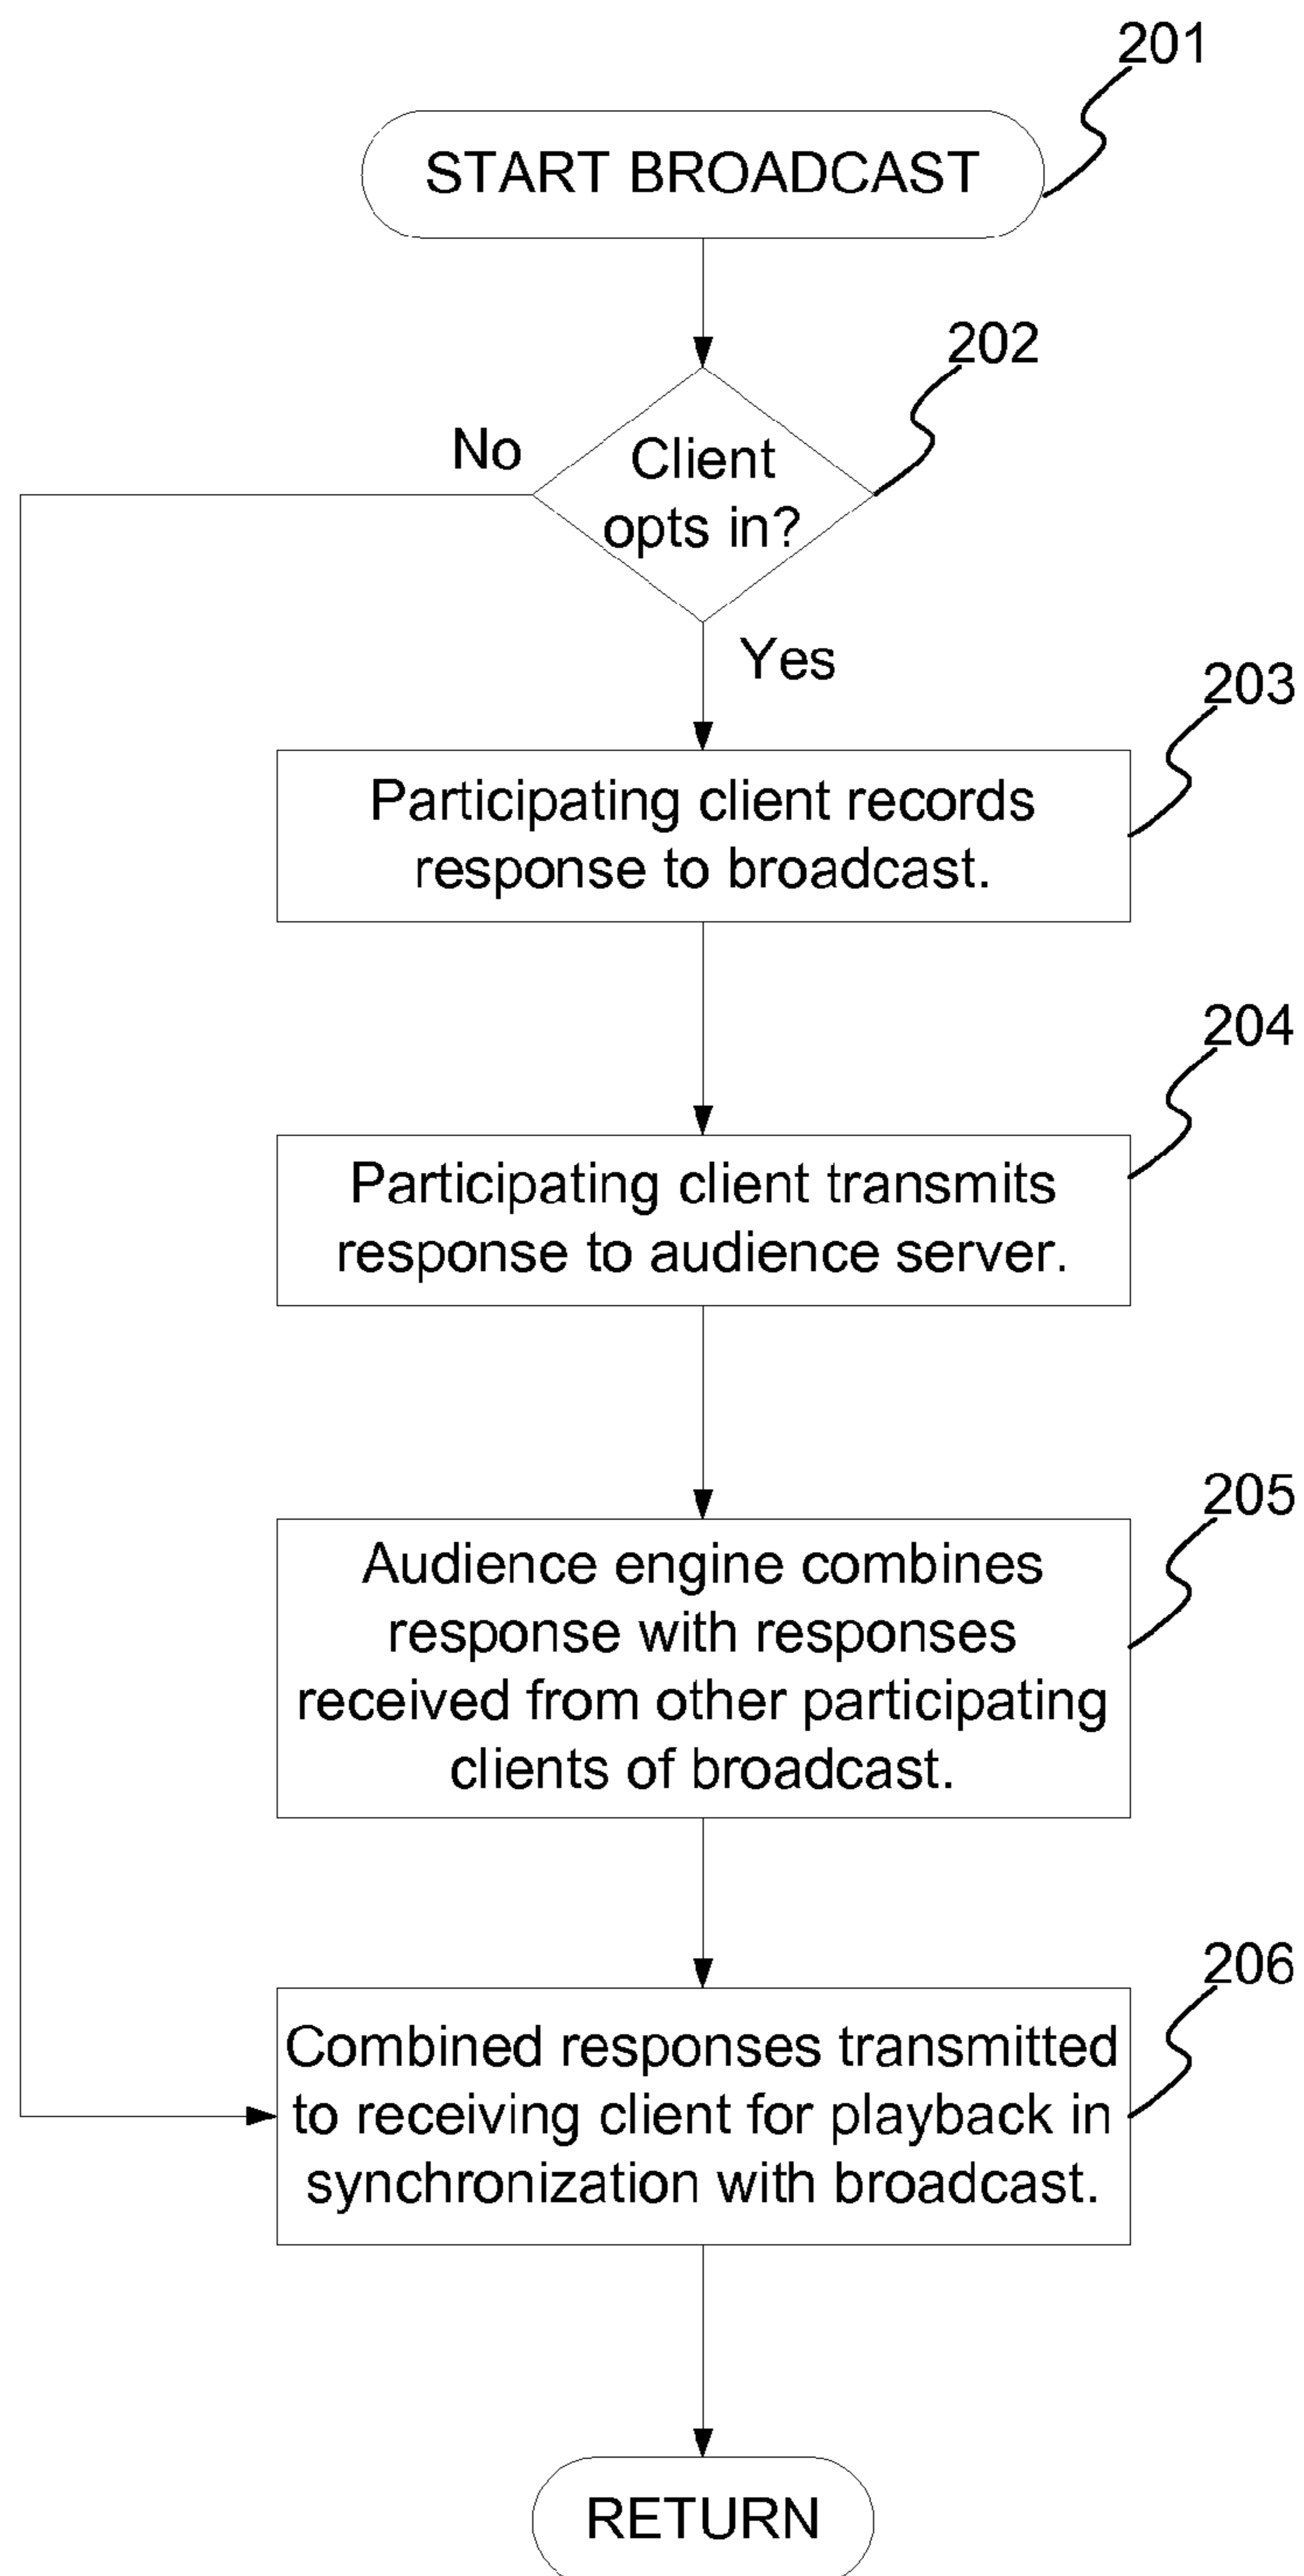 201
START BROADCAST
202
No
Client
opts in?
Yes
203
Participating client records
response to broadcast.
204
Participating client transmits
response to audience server.
205
Audience engine combines
response with responses
received from other participating
clients of broadcast.
206
Combined responses transmitted
to receiving client for playback in
synchronization with broadcast.
RETURN